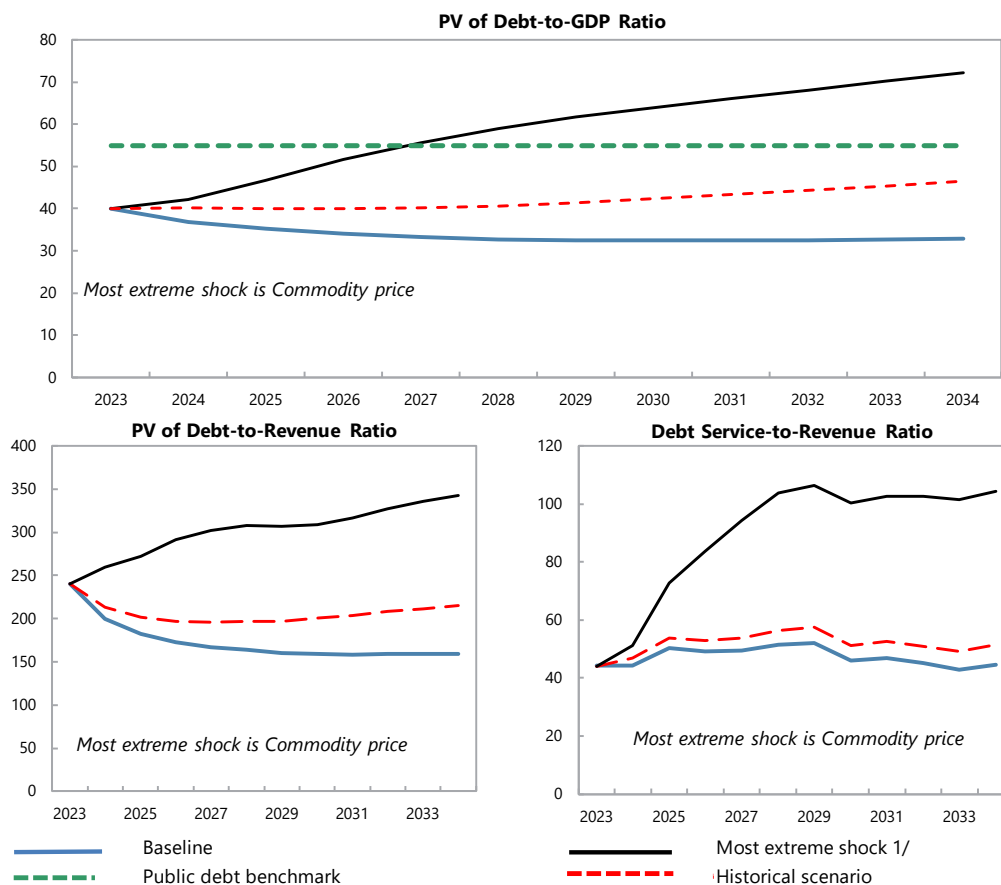 PV of Debt-to-GDP Ratio
80
70
60
50
40
30
20
10
0
Most extreme shock is Commodity price
2023 2024 2025 2026 2027 2028 2029 2030 2031 2032 2033 2034
PV of Debt-to-Revenue Ratio
400
350
300
250
200
150
100
50
0
Most extreme shock is Commodity price
2023 2025 2027 2029 2031 2033
Debt Service-to-Revenue Ratio
120
100
80
60
40
20
0
Most extreme shock is Commodity price
2023 2025 2027 2029 2031 2033
Baseline
Public debt benchmark
Most extreme shock 1/
Historical scenario